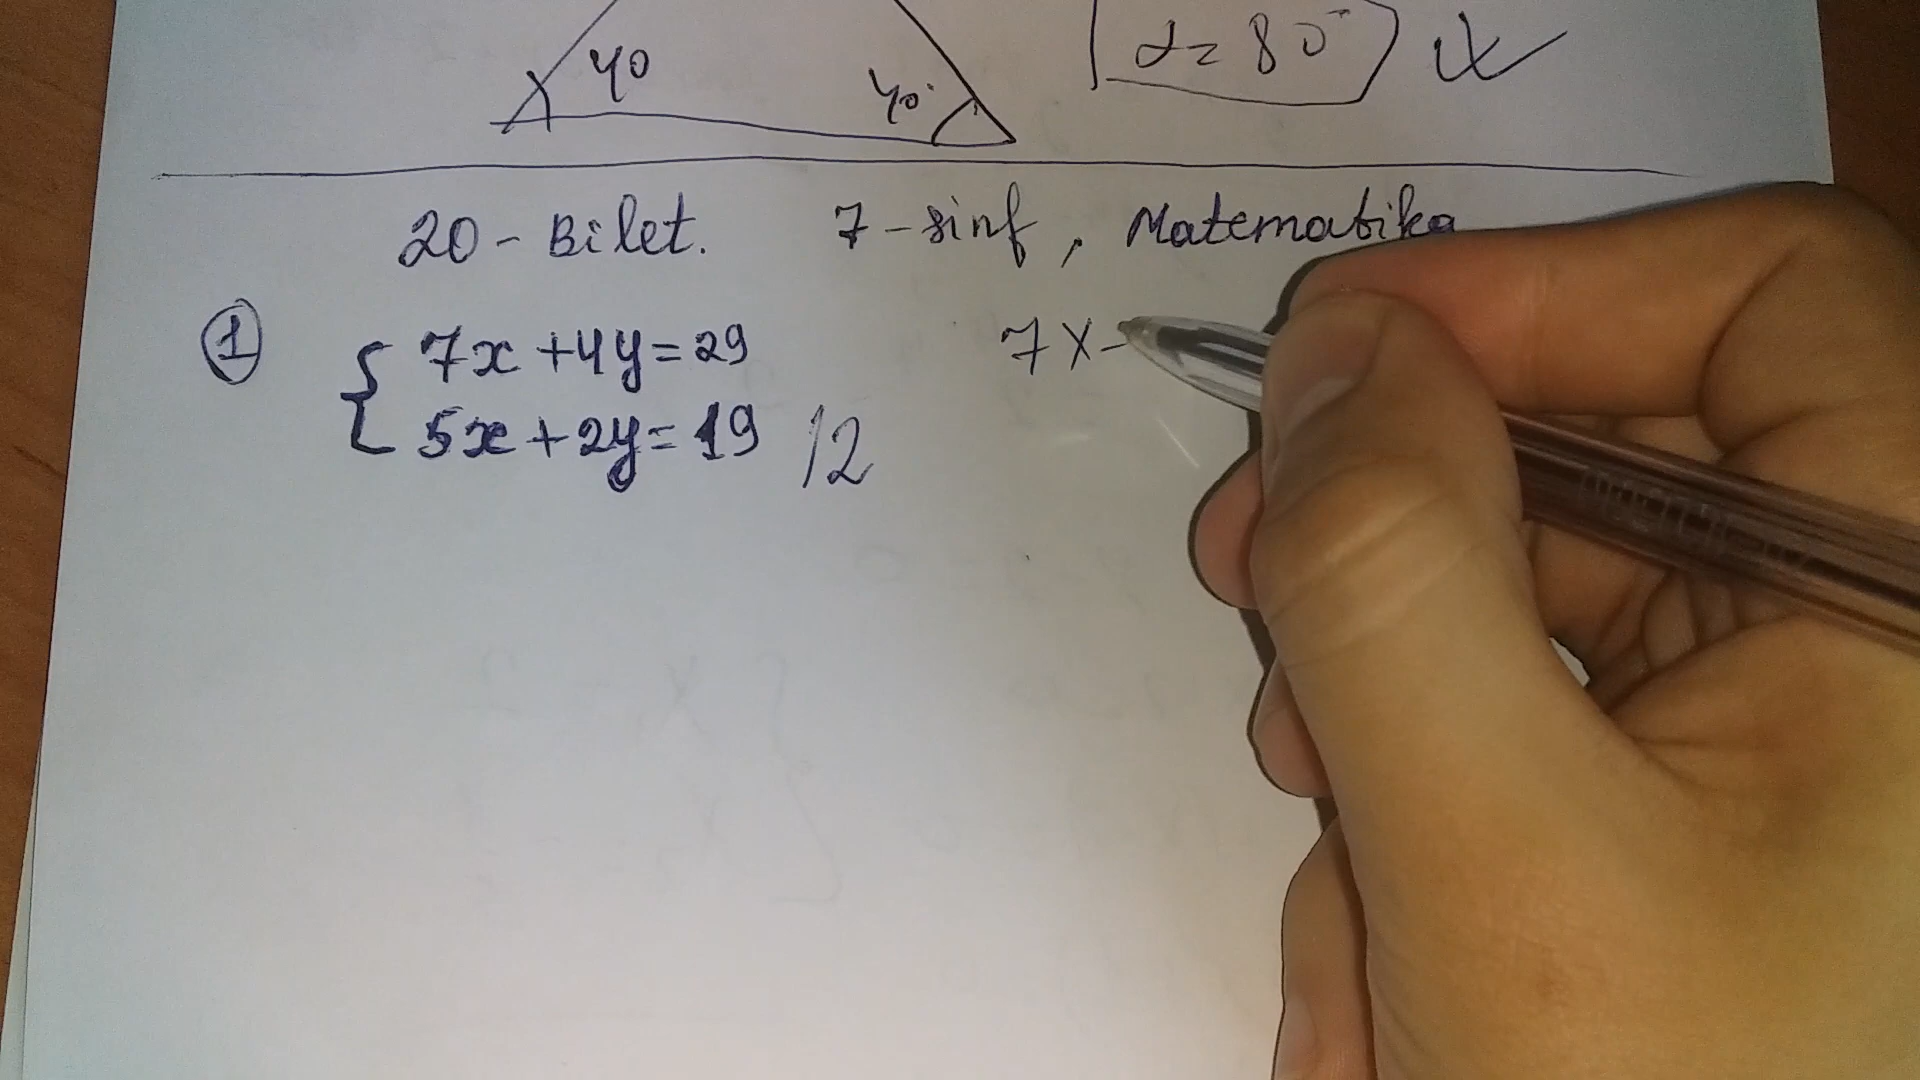 40 40° α=80°
20-Bilet. 7-sinf, Matematika
① 7x+4y=29 7x-
5x+2y=19 /2